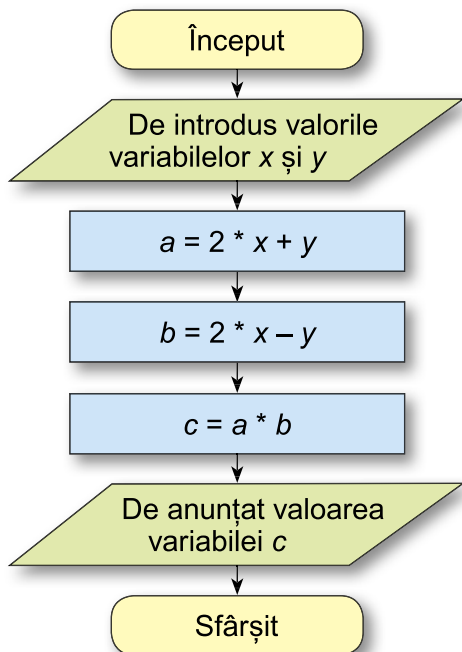 Început
De introdus valorile
variabilelor x și y
a = 2 * x + y
b = 2 * x – y
c = a * b
De anunțat valoarea
variabilei c
Sfârșit